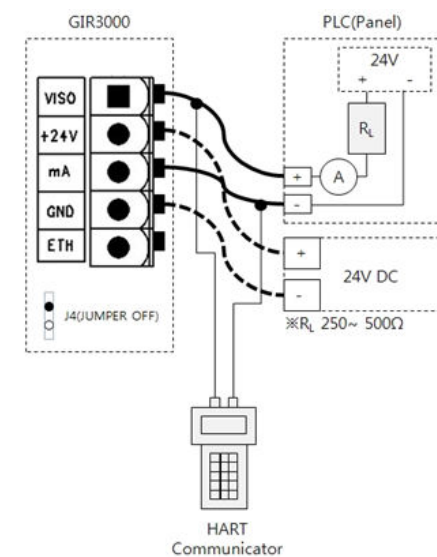 GIR3000
PLC(Panel)
24V
+ -
VISO
+24V
mA
GND
ETH
RL
+
A
-
+
24V DC
-
J4(JUMPER OFF)
※RL 250~ 500Ω
HART
Communicator